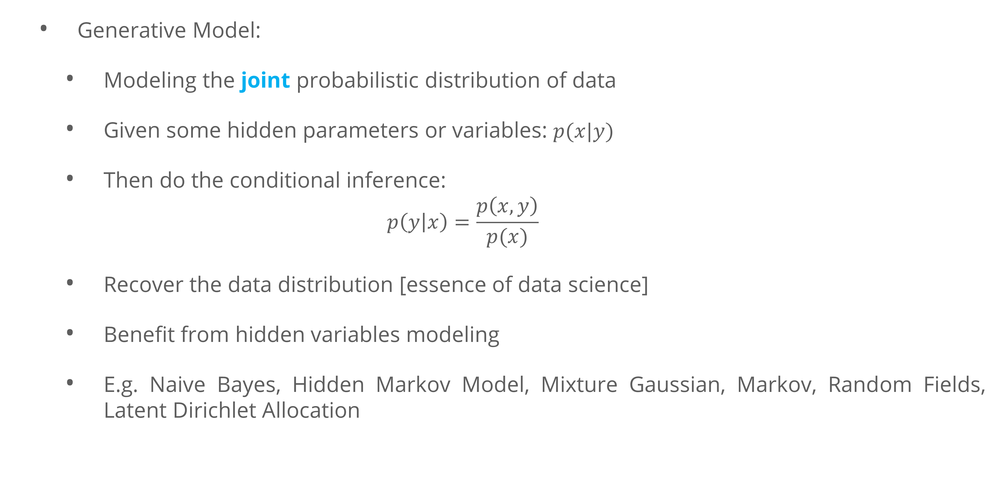 • Generative Model:
• Modeling the joint probabilistic distribution of data
• Given some hidden parameters or variables: p(x|y)
• Then do the conditional inference:
p(y|x) = p(x, y) / p(x)
• Recover the data distribution [essence of data science]
• Benefit from hidden variables modeling
• E.g. Naive Bayes, Hidden Markov Model, Mixture Gaussian, Markov, Random Fields,
Latent Dirichlet Allocation